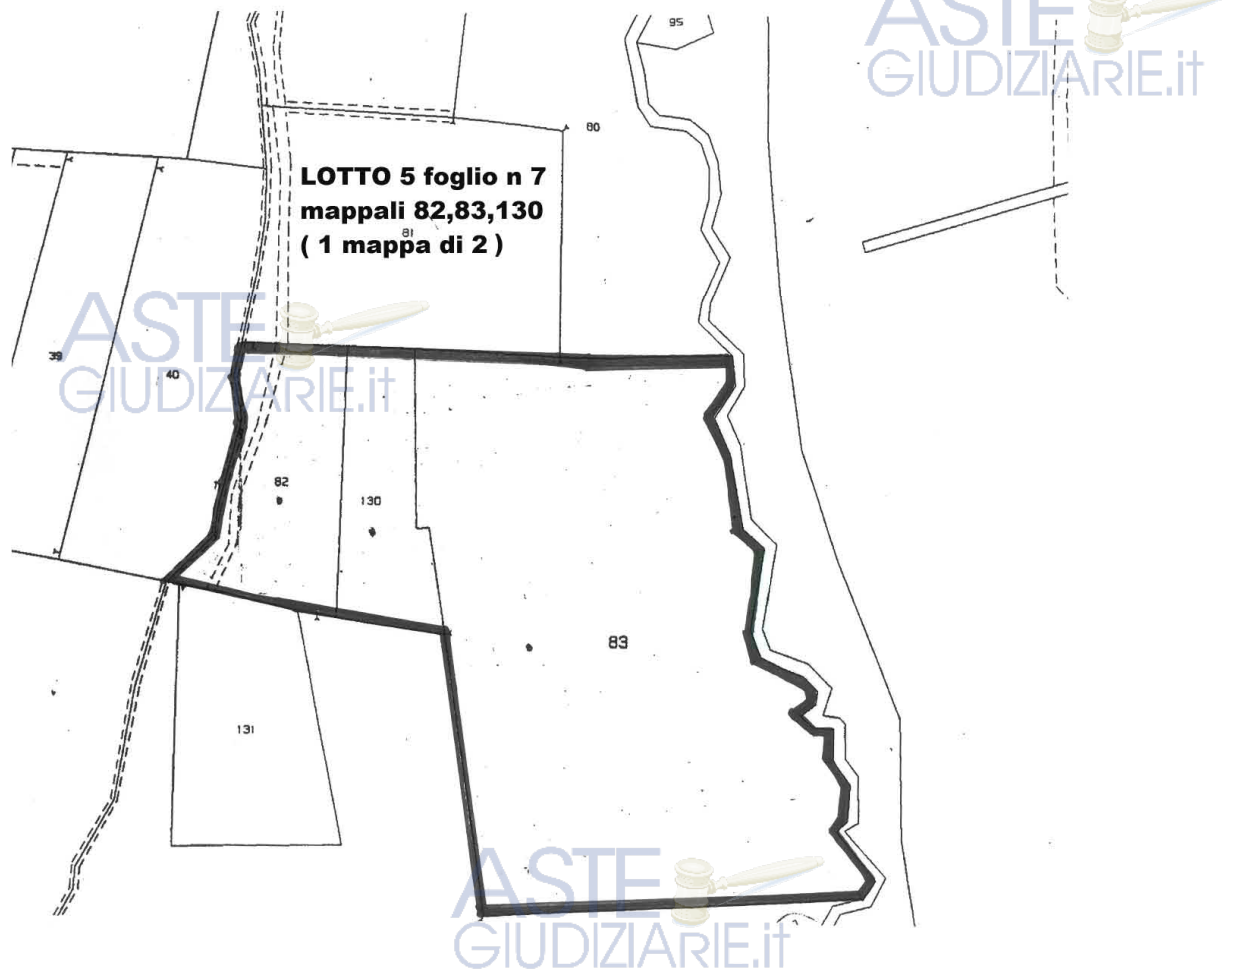 95
ASTE
GIUDIZIARIE.it
80
LOTTO 5 foglio n 7
mappali 82,83,130
81
( 1 mappa di 2 )
ASTE
GIUDIZIARIE.it
39
40
82
130
83
131
ASTE
GIUDIZIARIE.it